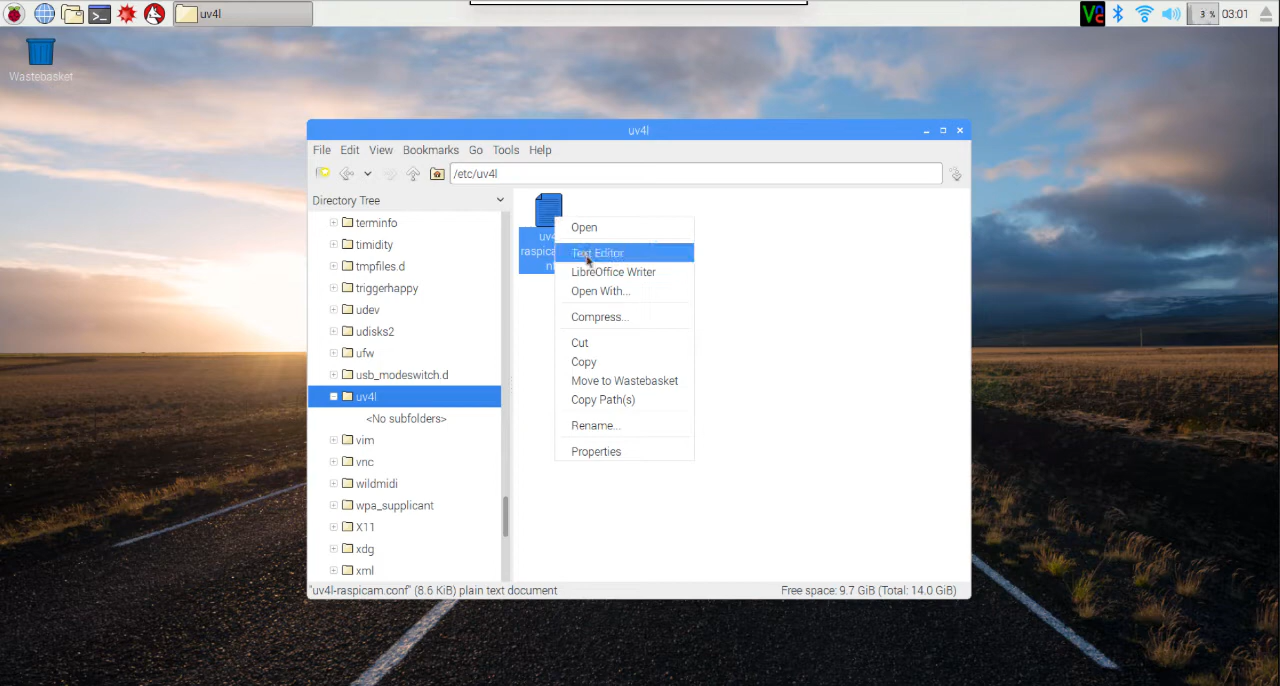 uv4l
3 %
03:01
Wastebasket
uv4l
File Edit View Bookmarks Go Tools Help
/etc/uv4l
Directory Tree
terminfo
timidity
tmpfiles.d
triggerhappy
udev
udisks2
ufw
usb_modeswitch.d
uv4l
<No subfolders>
vim
vnc
wildmidi
wpa_supplicant
X11
xdg
xml
Open
Text Editor
LibreOffice Writer
Open With...
Compress...
Cut
Copy
Move to Wastebasket
Copy Path(s)
Rename...
Properties
"uv4l-raspicam.conf" (8.6 KiB) plain text document
Free space: 9.7 GiB (Total: 14.0 GiB)